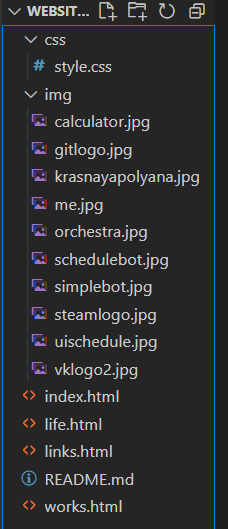 WEBSIT...
css
style.css
img
calculator.jpg
gitlogo.jpg
krasnayapolyana.jpg
me.jpg
orchestra.jpg
schedulebot.jpg
simplebot.jpg
steamlogo.jpg
uischedule.jpg
vklogo2.jpg
index.html
life.html
links.html
README.md
works.html